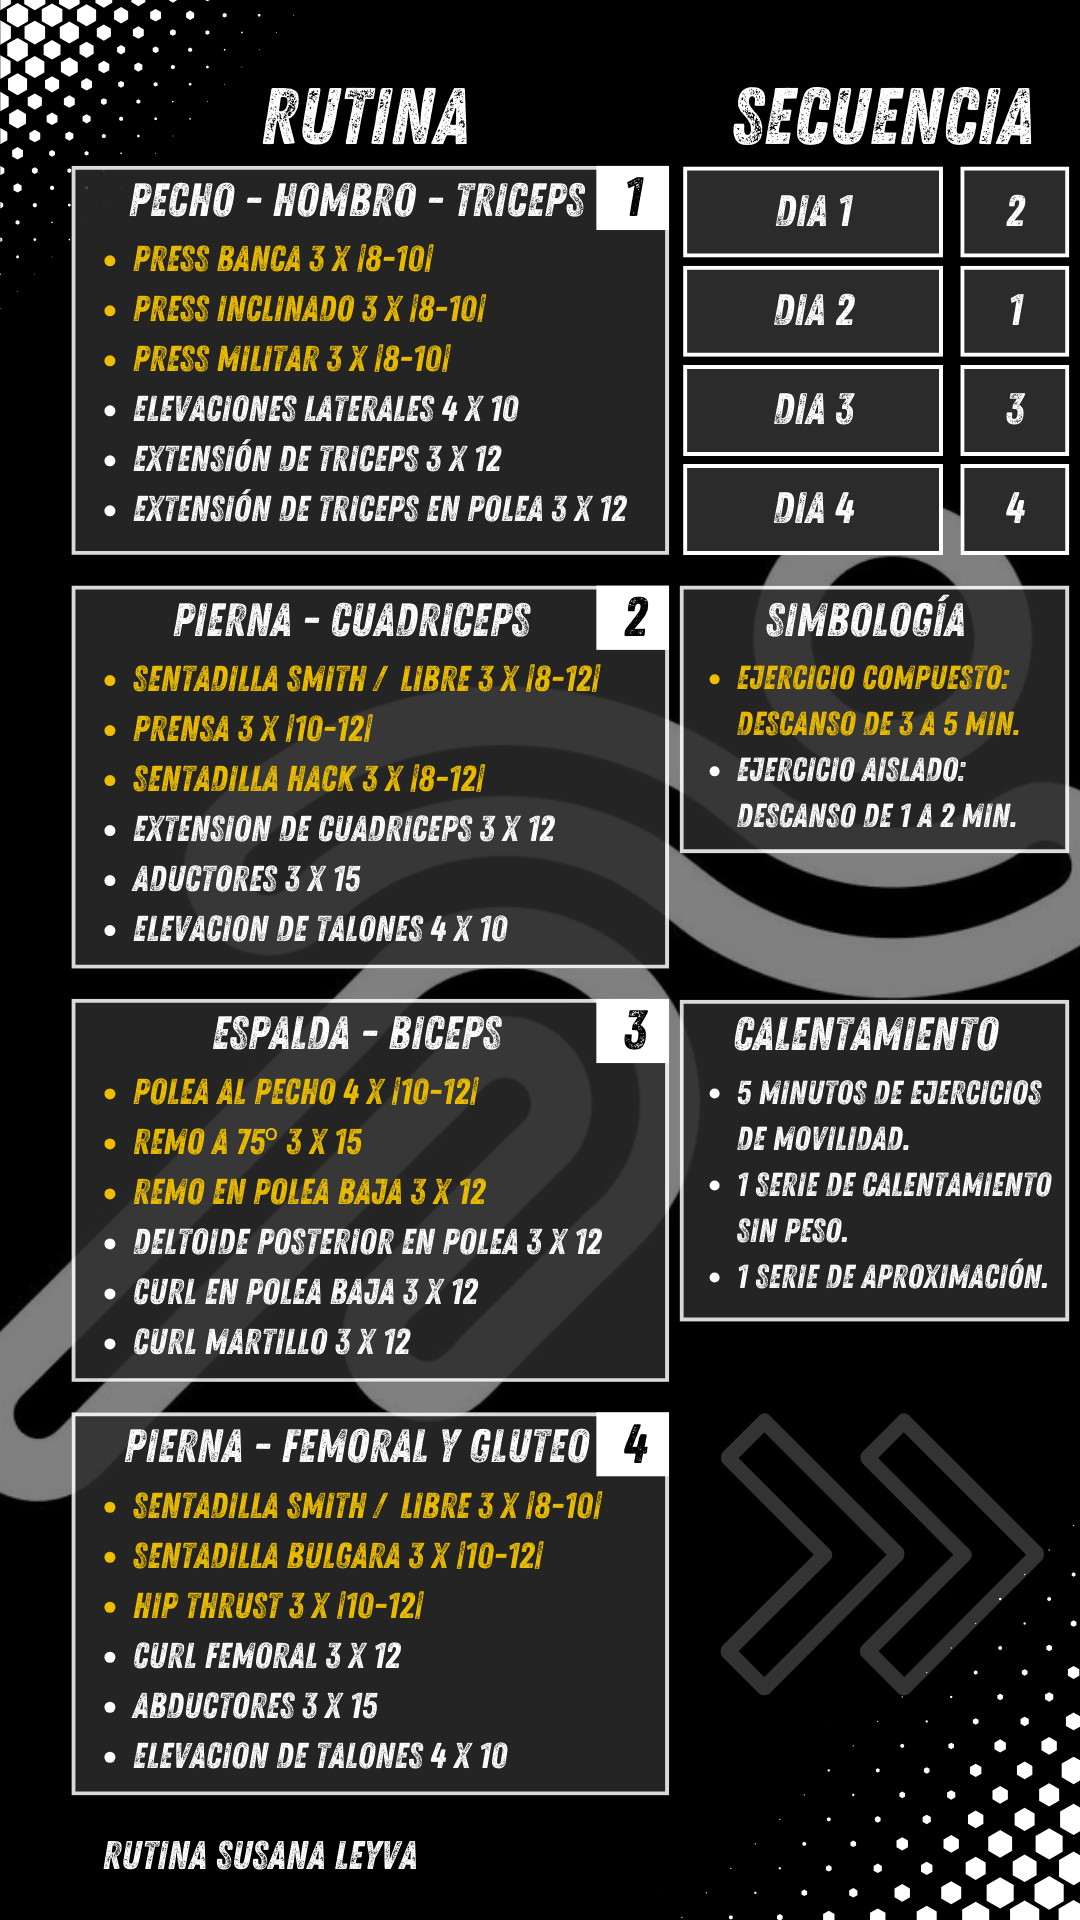 RUTINA
PECHO - HOMBRO - TRICEPS 1
PRESS BANCA 3 X |8-10|
PRESS INCLINADO 3 X |8-10|
PRESS MILITAR 3 X |8-10|
ELEVACIONES LATERALES 4 X 10
EXTENSIÓN DE TRICEPS 3 X 12
EXTENSIÓN DE TRICEPS EN POLEA 3 X 12
PIERNA - CUADRICEPS 2
SENTADILLA SMITH / LIBRE 3 X |8-12|
PRENSA 3 X |10-12|
SENTADILLA HACK 3 X |8-12|
EXTENSION DE CUADRICEPS 3 X 12
ADUCTORES 3 X 15
ELEVACION DE TALONES 4 X 10
ESPALDA - BICEPS 3
POLEA AL PECHO 4 X |10-12|
REMO A 75º 3 X 15
REMO EN POLEA BAJA 3 X 12
DELTOIDE POSTERIOR EN POLEA 3 X 12
CURL EN POLEA BAJA 3 X 12
CURL MARTILLO 3 X 12
PIERNA - FEMORAL Y GLUTEO 4
SENTADILLA SMITH / LIBRE 3 X |8-10|
SENTADILLA BULGARA 3 X |10-12|
HIP THRUST 3 X |10-12|
CURL FEMORAL 3 X 12
ABDUCTORES 3 X 15
ELEVACION DE TALONES 4 X 10
RUTINA SUSANA LEYVA
SECUENCIA
DIA 1 2
DIA 2 1
DIA 3 3
DIA 4 4
SIMBOLOGÍA
EJERCICIO COMPUESTO:
DESCANSO DE 3 A 5 MIN.
EJERCICIO AISLADO:
DESCANSO DE 1 A 2 MIN.
CALENTAMIENTO
5 MINUTOS DE EJERCICIOS
DE MOVILIDAD.
1 SERIE DE CALENTAMIENTO
SIN PESO.
1 SERIE DE APROXIMACIÓN.